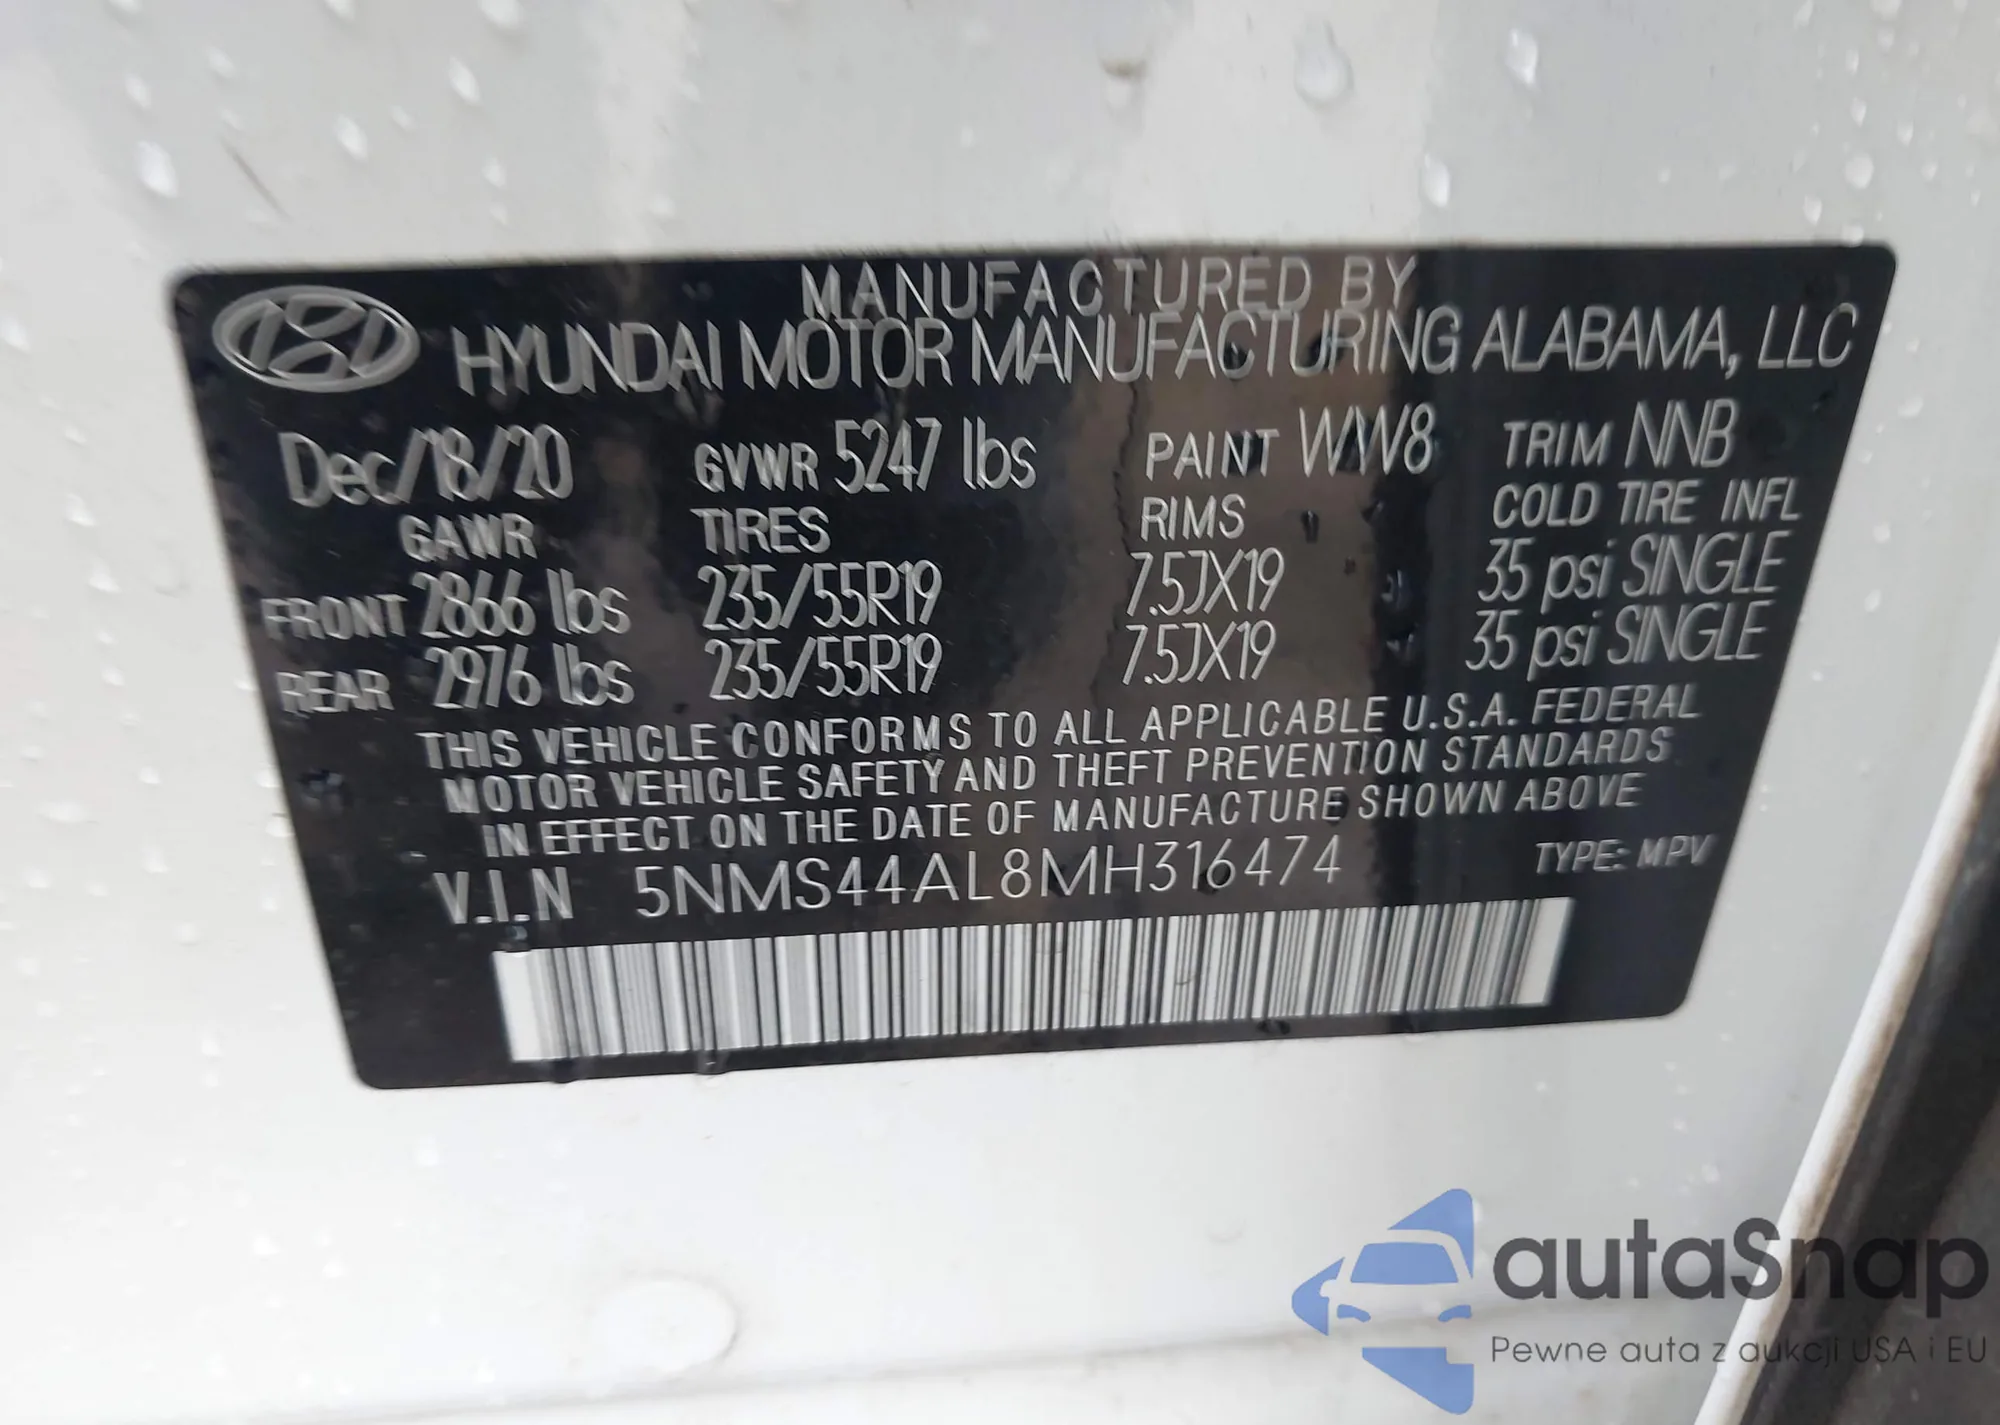 MANUFACTURED BY
HYUNDAI MOTOR MANUFACTURING ALABAMA, LLC
Dec/18/20 GVWR 5247 lbs PAINT WW8 TRIM NNB
GAWR TIRES RIMS COLD TIRE INFL
FRONT 2866 lbs 235/55R19 7.5JX19 35 psi SINGLE
REAR 2976 lbs 235/55R19 7.5JX19 35 psi SINGLE
THIS VEHICLE CONFORMS TO ALL APPLICABLE U.S.A. FEDERAL
MOTOR VEHICLE SAFETY AND THEFT PREVENTION STANDARDS
IN EFFECT ON THE DATE OF MANUFACTURE SHOWN ABOVE
V.I.N 5NMS44AL8MH316474 TYPE: MPV
autaSnap
Pewne auta z aukcji USA i EU